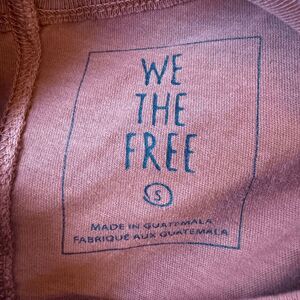 WE
THE
FREE
S
MADE IN GUATEMALA
FABRIQUÉ AUX GUATEMALA